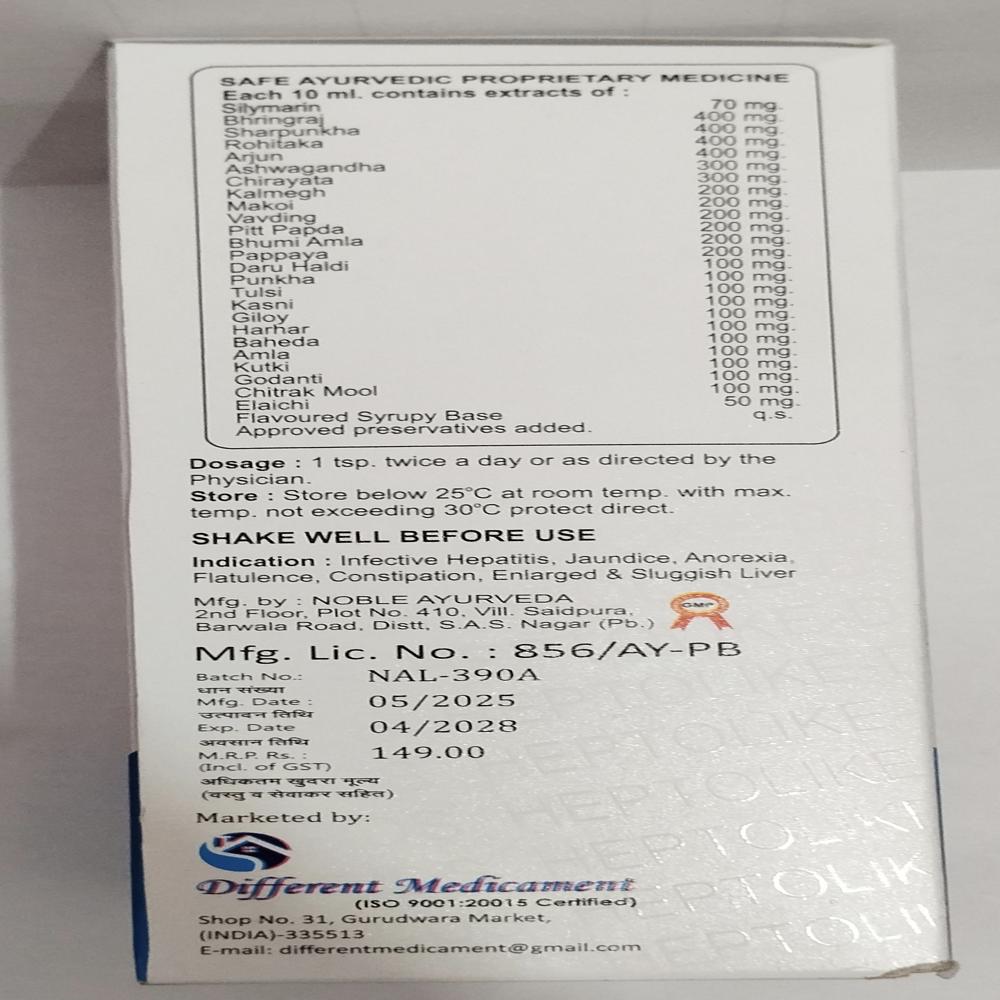 SAFE AYURVEDIC PROPRIETARY MEDICINE
Each 10 ml. contains extracts of :
Silymarin 70 mg.
Bhringraj 400 mg.
Sharpunkha 400 mg.
Rohitaka 400 mg.
Arjun 400 mg.
Ashwagandha 300 mg.
Chirayata 300 mg.
Kalmegh 200 mg.
Makoi 200 mg.
Vavding 200 mg.
Pitt Papda 200 mg.
Bhumi Amla 200 mg.
Pappaya 200 mg.
Daru Haldi 100 mg.
Punkha 100 mg.
Tulsi 100 mg.
Kasni 100 mg.
Giloy 100 mg.
Harhar 100 mg.
Baheda 100 mg.
Amla 100 mg.
Kutki 100 mg.
Godanti 100 mg.
Chitrak Mool 100 mg.
Elaichi 50 mg.
Flavoured Syrupy Base q.s.
Approved preservatives added.
Dosage : 1 tsp. twice a day or as directed by the
Physician.
Store : Store below 25°C at room temp. with max.
temp. not exceeding 30°C protect direct.
SHAKE WELL BEFORE USE
Indication : Infective Hepatitis, Jaundice, Anorexia,
Flatulence, Constipation, Enlarged & Sluggish Liver
Mfg. by : NOBLE AYURVEDA
2nd Floor, Plot No. 410, Vill. Saidpura,
Barwala Road, Distt, S.A.S. Nagar (Pb.)
GMP
Mfg. Lic. No. : 856/AY-PB
Batch No.: NAL-390A
धान संख्या
Mfg. Date : 05/2025
उत्पादन तिथि
Exp. Date 04/2028
अवसान तिथि
M.R.P. Rs. : 149.00
(Incl. of GST)
अधिकतम खुदरा मूल्य
(वस्तु व सेवाकर सहित)
Marketed by:
Different Medicament
(ISO 9001:20015 Certified)
Shop No. 31, Gurudwara Market,
(INDIA)-335513
E-mail: differentmedicament@gmail.com
EPTOLIKE
HEPTOLIKE
HEPTOLIKE